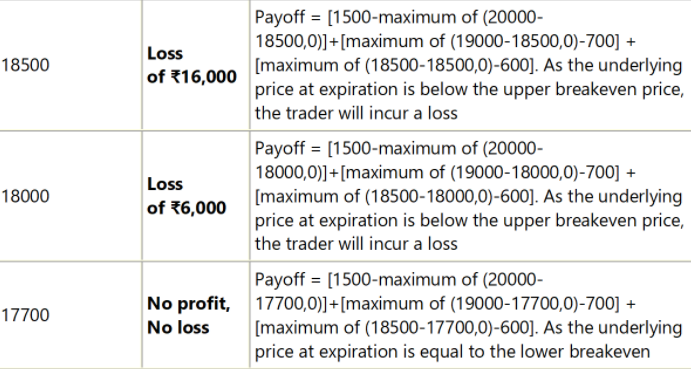 18500
Loss
of ₹16,000
Payoff = [1500-maximum of (20000-
18500,0)]+[maximum of (19000-18500,0)-700] +
[maximum of (18500-18500,0)-600]. As the underlying
price at expiration is below the upper breakeven price,
the trader will incur a loss
18000
Loss
of ₹6,000
Payoff = [1500-maximum of (20000-
18000,0)]+[maximum of (19000-18000,0)-700] +
[maximum of (18500-18000,0)-600]. As the underlying
price at expiration is below the upper breakeven price,
the trader will incur a loss
17700
No profit,
No loss
Payoff = [1500-maximum of (20000-
17700,0)]+[maximum of (19000-17700,0)-700] +
[maximum of (18500-17700,0)-600]. As the underlying
price at expiration is equal to the lower breakeven